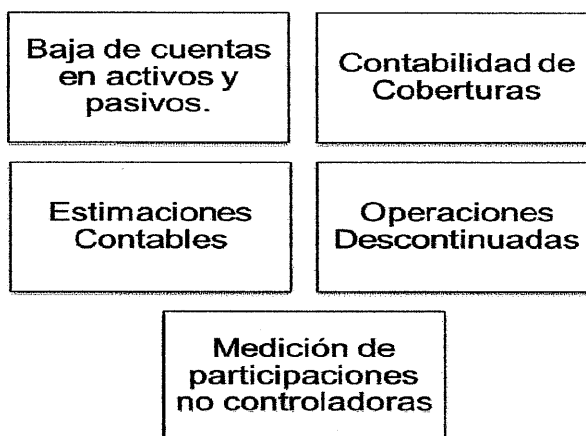 Baja de cuentas
en activos y
pasivos.
Contabilidad de
Coberturas
Estimaciones
Contables
Operaciones
Descontinuadas
Medición de
participaciones
no controladoras